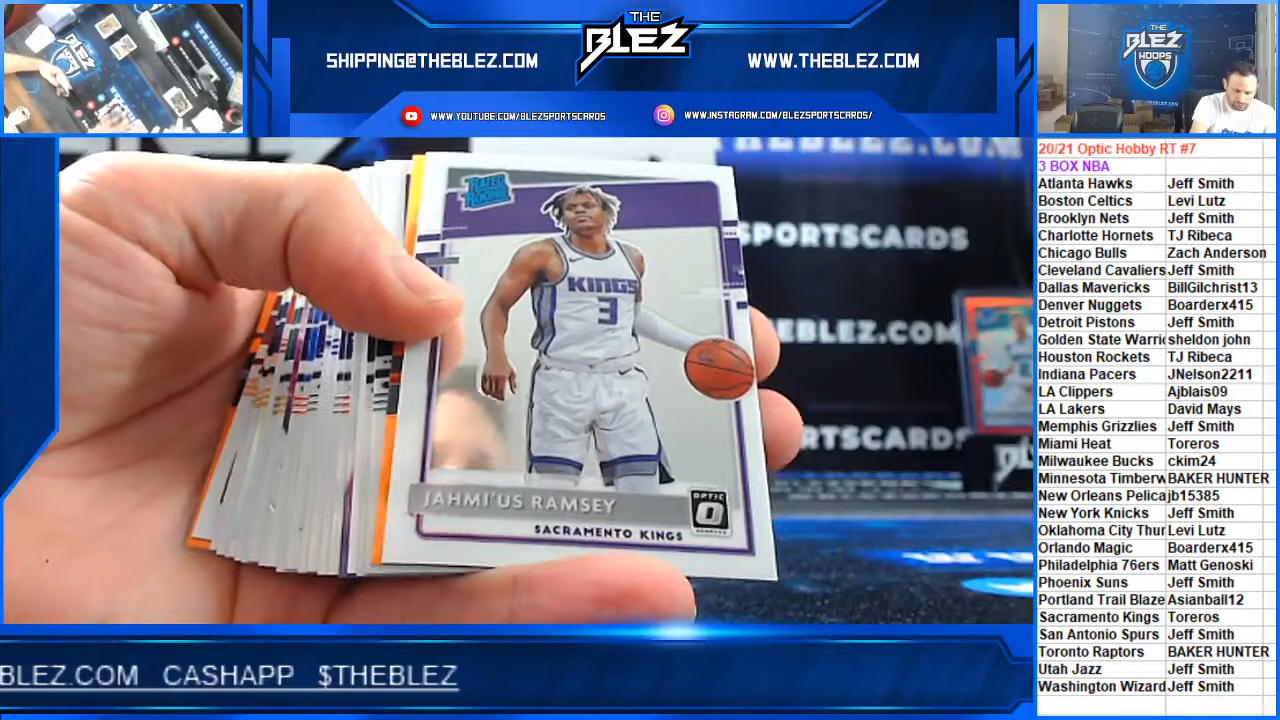 THE
BLEZ
SHIPPING@THEBLEZ.COM
WWW.THEBLEZ.COM
WWW.YOUTUBE.COM/BLEZSPORTSCARDS
WWW.INSTAGRAM.COM/BLEZSPORTSCARDS/
THE
BLEZ
HOOPS
20/21 Optic Hobby RT #7
3 BOX NBA
Atlanta Hawks Jeff Smith
Boston Celtics Levi Lutz
Brooklyn Nets Jeff Smith
Charlotte Hornets TJ Ribeca
Chicago Bulls Zach Anderson
Cleveland Cavaliers Jeff Smith
Dallas Mavericks BillGilchrist13
Denver Nuggets Boarderx415
Detroit Pistons Jeff Smith
Golden State Warri sheldon john
Houston Rockets TJ Ribeca
Indiana Pacers JNelson2211
LA Clippers Ajblais09
LA Lakers David Mays
Memphis Grizzlies Jeff Smith
Miami Heat Toreros
Milwaukee Bucks ckim24
Minnesota Timberw BAKER HUNTER
New Orleans Pelica jb15385
New York Knicks Jeff Smith
Oklahoma City Thu Levi Lutz
Orlando Magic Boarderx415
Philadelphia 76ers Matt Genoski
Phoenix Suns Jeff Smith
Portland Trail Blaze Asianball12
Sacramento Kings Toreros
San Antonio Spurs Jeff Smith
Toronto Raptors BAKER HUNTER
Utah Jazz Jeff Smith
Washington Wizard Jeff Smith
RATED
ROOKIE
KINGS
3
JAHMI'US RAMSEY
SACRAMENTO KINGS
OPTIC
SPORTSCARDS
BLEZ.COM
RTSCARDS
BLEZ.COM CASHAPP $THEBLEZ